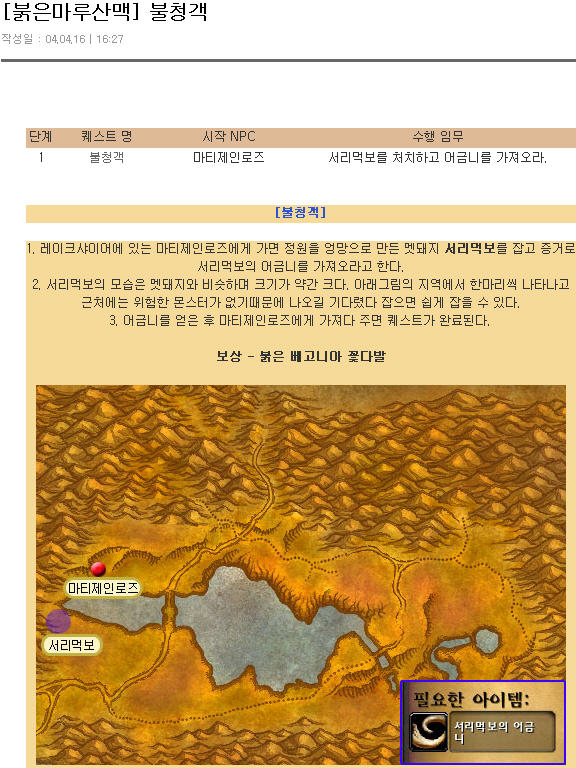 [붉은마루산맥] 불청객
작성일 : 04.04.16 | 16:27
단계 퀘스트 명 시작 NPC 수행 임무
1 불청객 마티제인로즈 서리먹보를 처치하고 어금니를 가져오라.
[불청객]
1. 레이크샤이어에 있는 마티제인로즈에게 가면 정원을 엉망으로 만든 멧돼지 서리먹보를 잡고 증거로
서리먹보의 어금니를 가져오라고 한다.
2. 서리먹보의 모습은 멧돼지와 비슷하며 크기가 약간 크다. 아래그림의 지역에서 한마리씩 나타나고
근처에는 위험한 몬스터가 없기때문에 나오길 기다렸다 잡으면 쉽게 잡을 수 있다.
3. 어금니를 얻은 후 마티제인로즈에게 가져다 주면 퀘스트가 완료된다.
보상 - 붉은 베고니아 꽃다발
마티제인로즈
서리먹보
필요한 아이템:
서리먹보의 어금
니